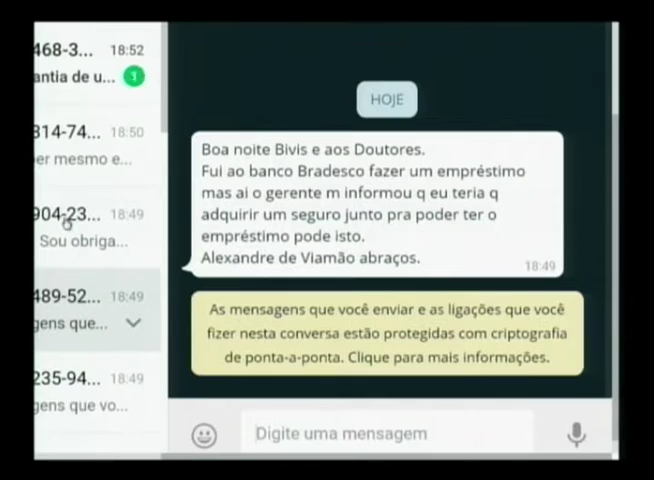 468-3... 18:52
antia de u... 1
314-74... 18:50
er mesmo e...
904-23... 18:49
Sou obriga...
489-52... 18:49
gens que...
235-94... 18:49
gens que vo...
HOJE
Boa noite Bivis e aos Doutores.
Fui ao banco Bradesco fazer um empréstimo
mas ai o gerente m informou q eu teria q
adquirir um seguro junto pra poder ter o
empréstimo pode isto.
Alexandre de Viamão abraços.
18:49
As mensagens que você enviar e as ligações que você
fizer nesta conversa estão protegidas com criptografia
de ponta-a-ponta. Clique para mais informações.
Digite uma mensagem